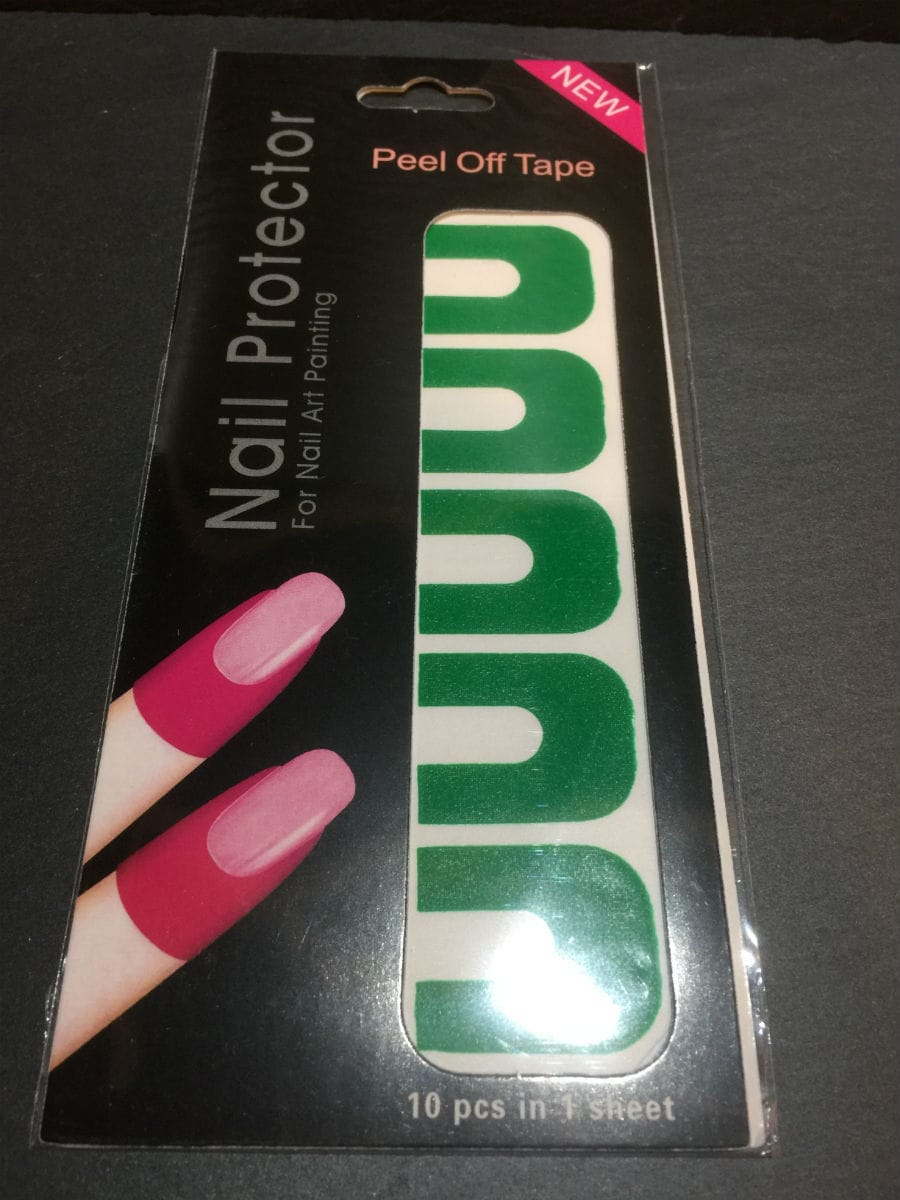 NEW
Peel Off Tape
Nail Protector
For Nail Art Painting
10 pcs in 1 sheet